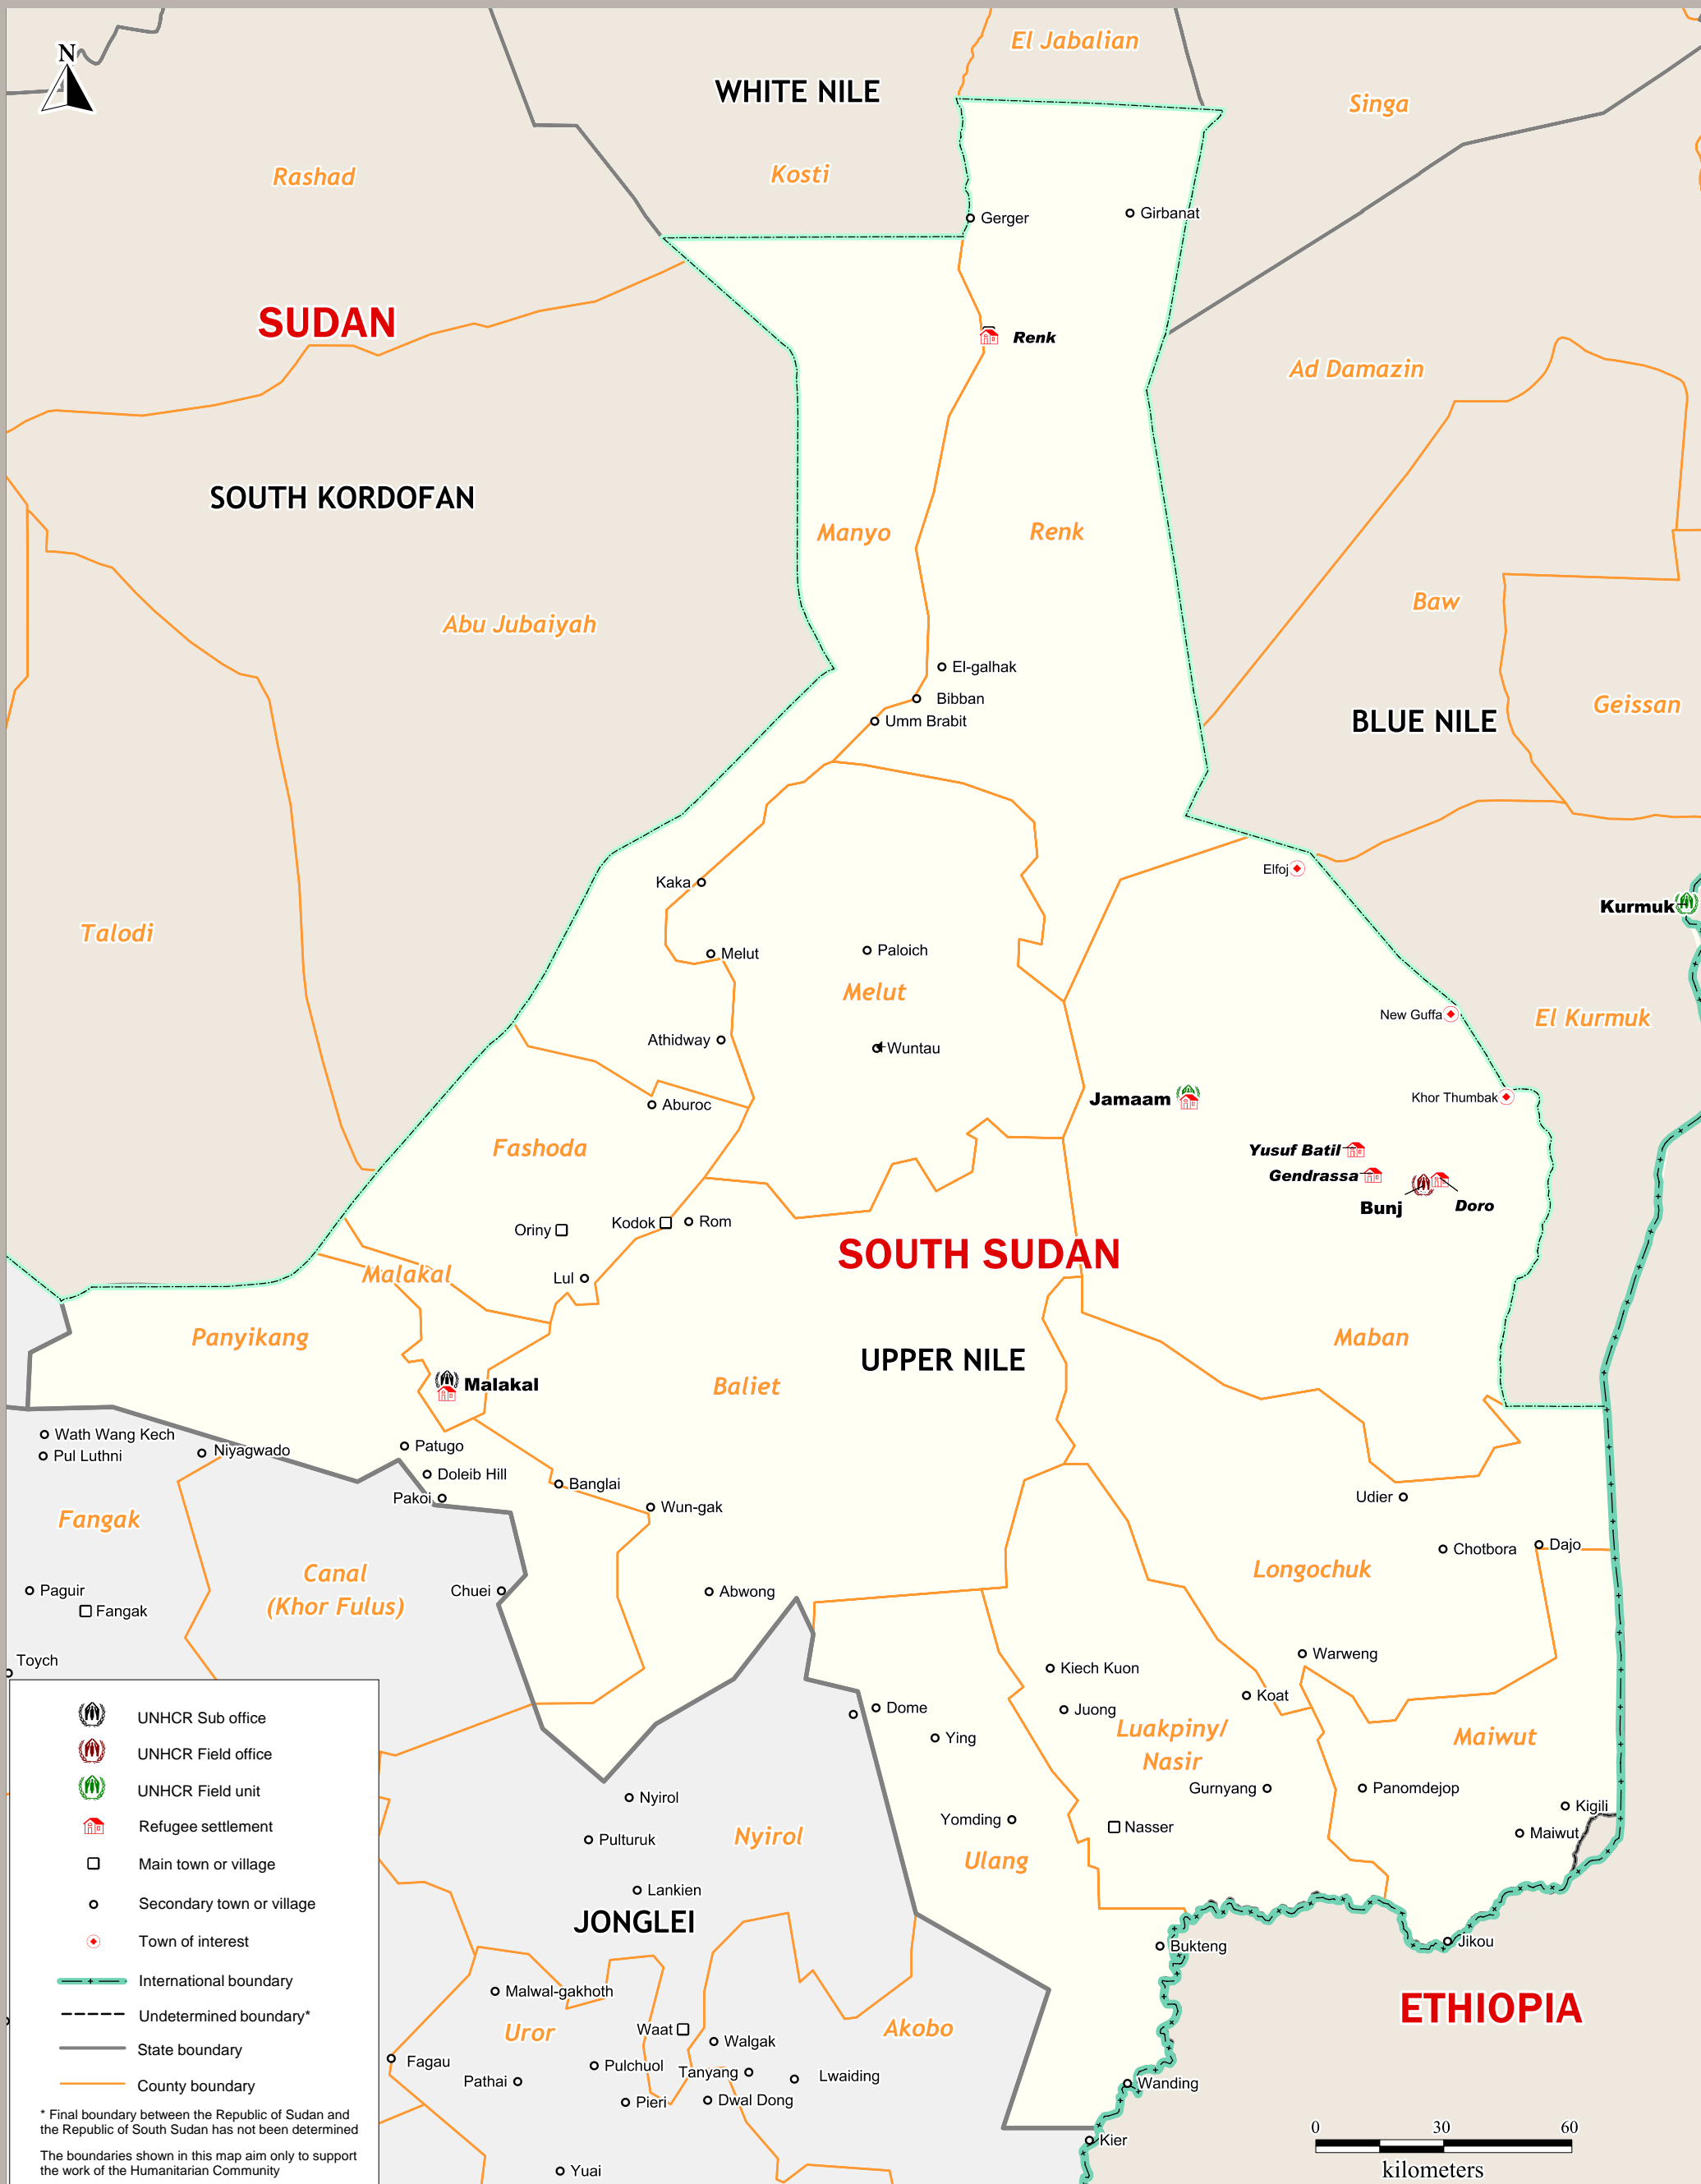 N
El Jabalian
WHITE NILE
Singa
Rashad
Kosti
Gerger
Girbanat
SUDAN
Renk
Ad Damazin
SOUTH KORDOFAN
Manyo
Renk
Baw
Abu Jubaiyah
El-galhak
Bibban
Umm Brabit
Geissan
BLUE NILE
Elfoj
Kaka
Kurmuk
Talodi
Melut
Paloich
Melut
New Guffa
El Kurmuk
Athidway
Wuntau
Jamaam
Khor Thumbak
Aburoc
Fashoda
Yusuf Batil
Gendrassa
Bunj
Doro
Oriny
Kodok
Rom
SOUTH SUDAN
Malakal
Lul
Panyikang
Maban
UPPER NILE
Malakal
Baliet
Wath Wang Kech
Pul Luthni
Niyagwado
Patugo
Doleib Hill
Banglai
Pakoi
Wun-gak
Udier
Fangak
Chotbora
Dajo
Canal
(Khor Fulus)
Longochuk
Paguir
Fangak
Chuei
Abwong
Toych
Warweng
Kiech Kuon
Koat
Dome
Juong
Luakpiny/
Nasir
Ying
Maiwut
Gurnyang
Panomdejop
Nyirol
Kigili
Yomding
Nasser
Maiwut
Pulturuk
Nyirol
Ulang
Lankien
JONGLEI
Bukteng
Jikou
Malwal-gakhoth
ETHIOPIA
Uror
Waat
Akobo
Walgak
Fagau
Pulchuol
Tanyang
Lwaiding
Pathai
Wanding
Pieri
Dwal Dong
Kier
Yuai
UNHCR Sub office
UNHCR Field office
UNHCR Field unit
Refugee settlement
Main town or village
Secondary town or village
Town of interest
International boundary
Undetermined boundary*
State boundary
County boundary
* Final boundary between the Republic of Sudan and
the Republic of South Sudan has not been determined
The boundaries shown in this map aim only to support
the work of the Humanitarian Community
0 30 60
kilometers